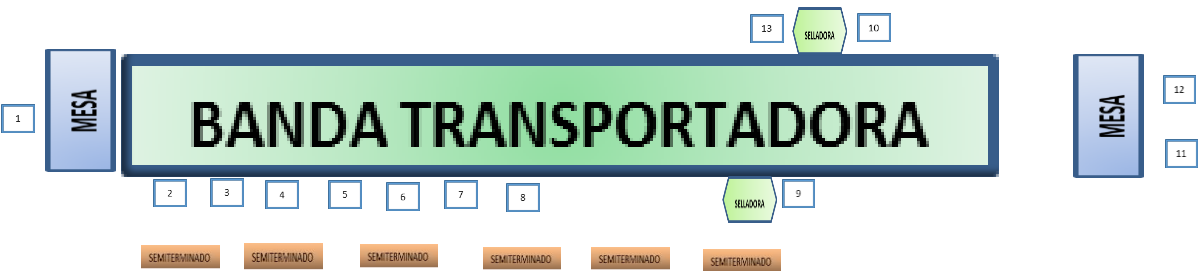 13
SELLADORA
10
1
MESA
BANDA TRANSPORTADORA
MESA
12
11
2
3
4
5
6
7
8
SELLADORA
9
SEMITERMINADO
SEMITERMINADO
SEMITERMINADO
SEMITERMINADO
SEMITERMINADO
SEMITERMINADO